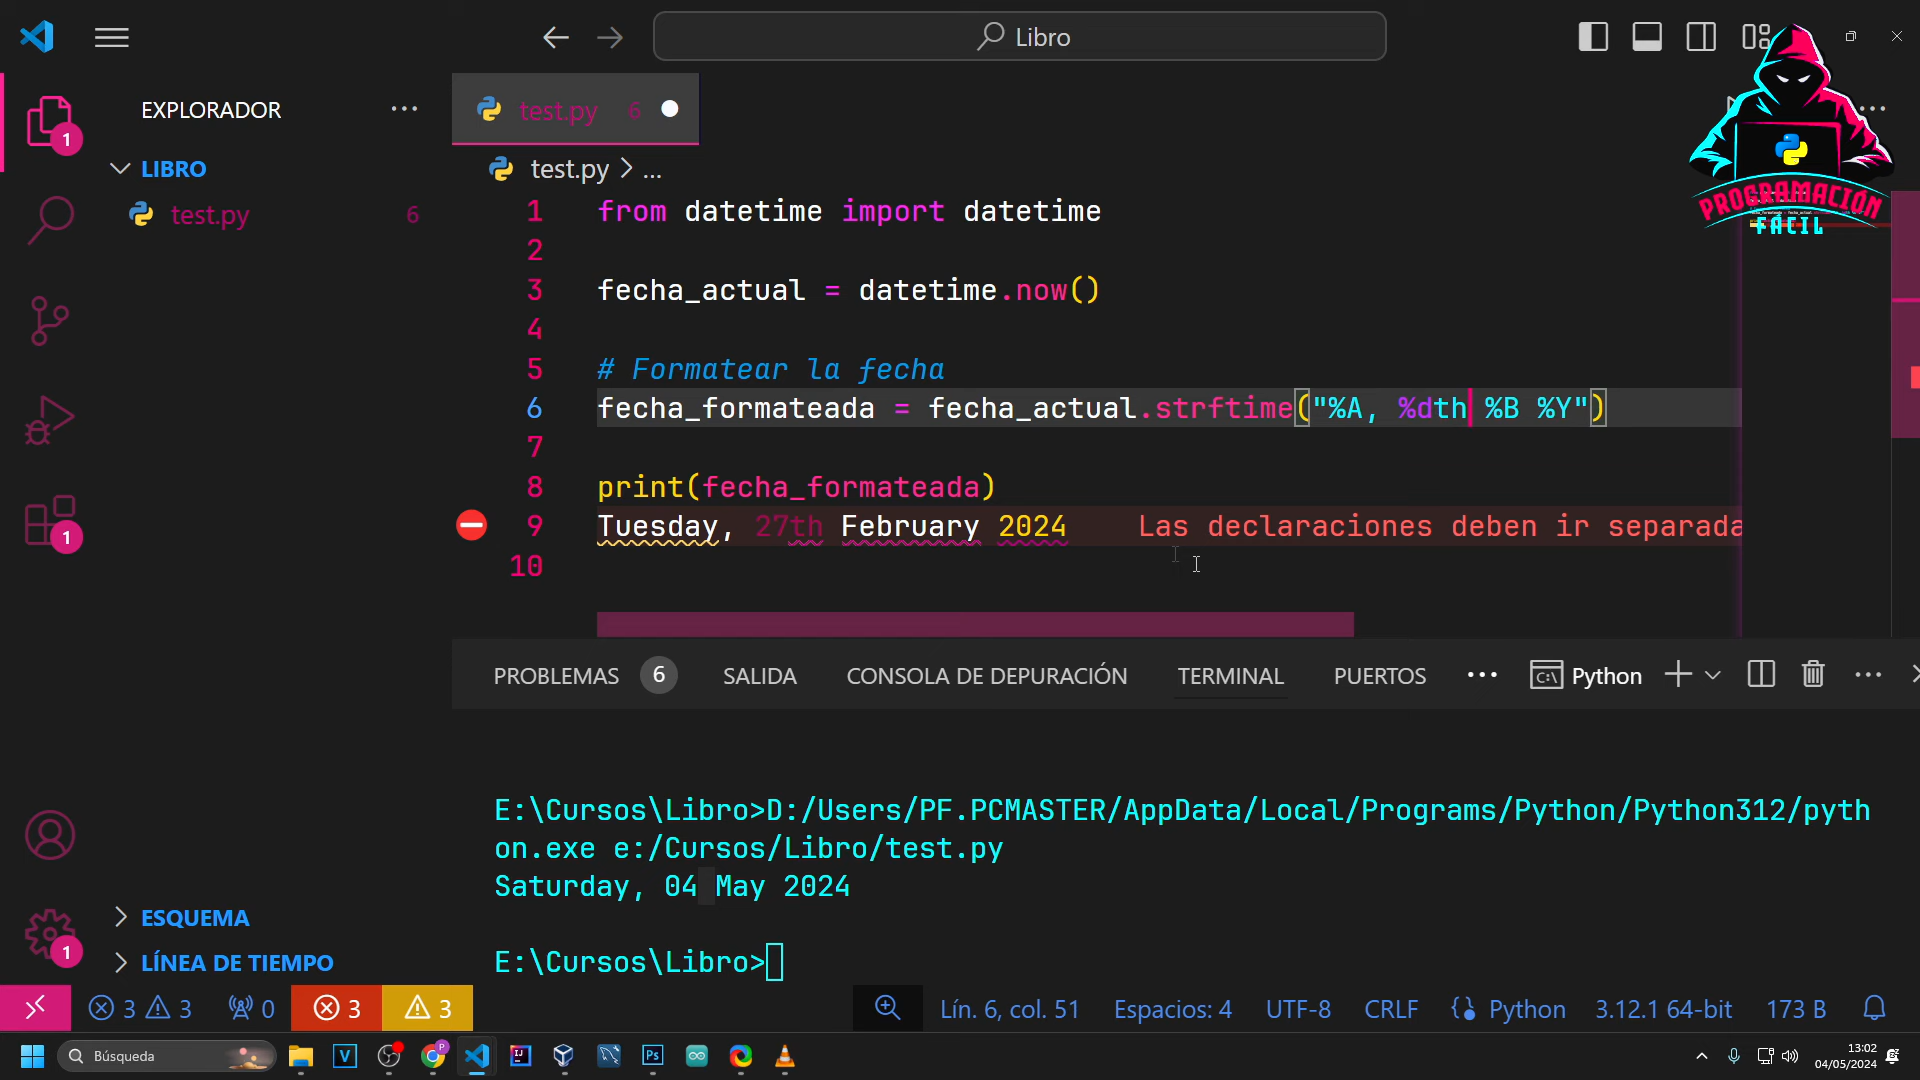 Libro
EXPLORADOR
LIBRO
test.py 6
test.py 6
test.py > ...
PROGRAMACIÓN
FÁCIL
1 from datetime import datetime
2
3 fecha_actual = datetime.now()
4
5 # Formatear la fecha
6 fecha_formateada = fecha_actual.strftime("%A, %dth %B %Y")
7
8 print(fecha_formateada)
9 Tuesday, 27th February 2024 Las declaraciones deben ir separada
10
PROBLEMAS 6 SALIDA CONSOLA DE DEPURACIÓN TERMINAL PUERTOS ... Python
E:\Cursos\Libro>D:/Users/PF.PCMASTER/AppData/Local/Programs/Python/Python312/pyth
on.exe e:/Cursos/Libro/test.py
Saturday, 04 May 2024
E:\Cursos\Libro>
1
1
1
ESQUEMA
LÍNEA DE TIEMPO
3 3 0 3 3 Lín. 6, col. 51 Espacios: 4 UTF-8 CRLF Python 3.12.1 64-bit 173 B
Búsqueda
13:02
04/05/2024